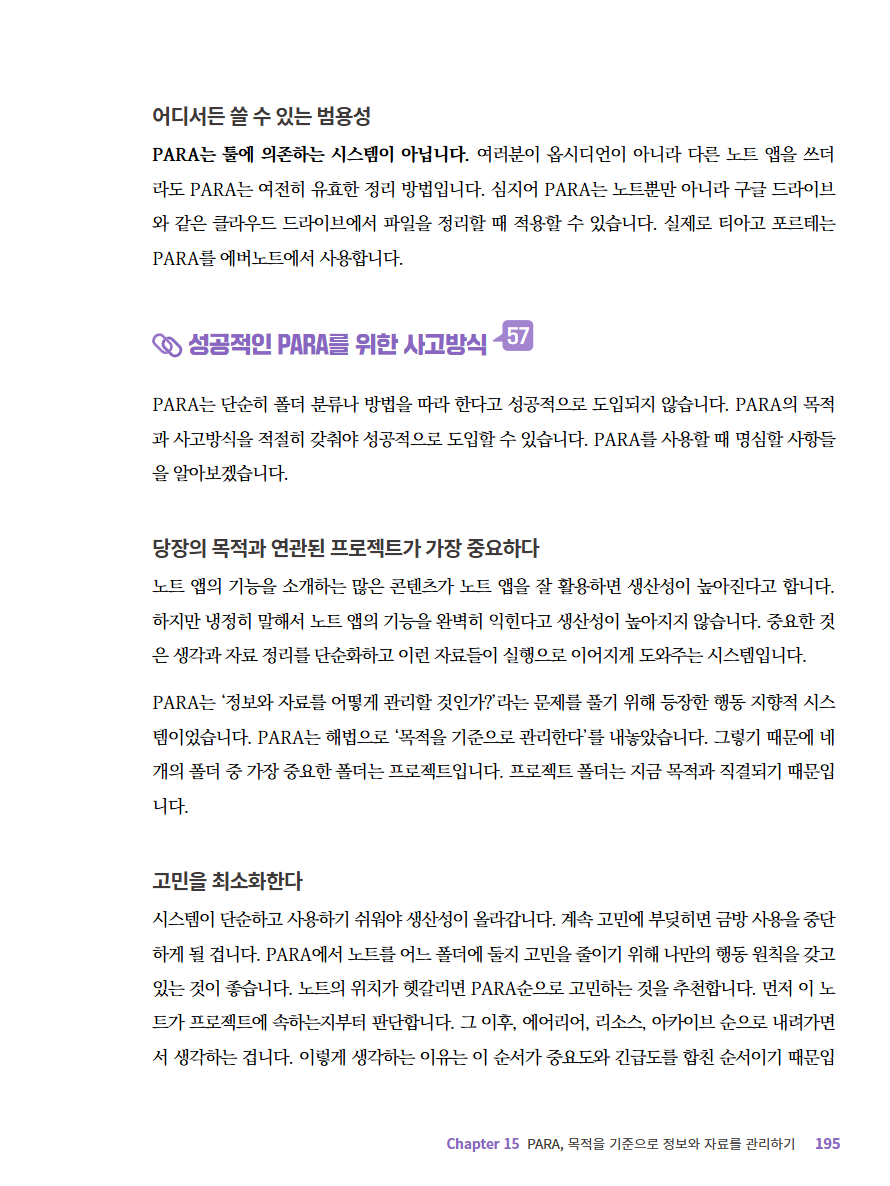 어디서든 쓸 수 있는 범용성
PARA는 툴에 의존하는 시스템이 아닙니다. 여러분이 옵시디언이 아니라 다른 노트 앱을 쓰더
라도 PARA는 여전히 유효한 정리 방법입니다. 심지어 PARA는 노트뿐만 아니라 구글 드라이브
와 같은 클라우드 드라이브에서 파일을 정리할 때 적용할 수 있습니다. 실제로 티아고 포르테는
PARA를 에버노트에서 사용합니다.
성공적인 PARA를 위한 사고방식 57
PARA는 단순히 폴더 분류나 방법을 따라 한다고 성공적으로 도입되지 않습니다. PARA의 목적
과 사고방식을 적절히 갖춰야 성공적으로 도입할 수 있습니다. PARA를 사용할 때 명심할 사항들
을 알아보겠습니다.
당장의 목적과 연관된 프로젝트가 가장 중요하다
노트 앱의 기능을 소개하는 많은 콘텐츠가 노트 앱을 잘 활용하면 생산성이 높아진다고 합니다.
하지만 냉정히 말해서 노트 앱의 기능을 완벽히 익힌다고 생산성이 높아지지 않습니다. 중요한 것
은 생각과 자료 정리를 단순화하고 이런 자료들이 실행으로 이어지게 도와주는 시스템입니다.
PARA는 ‘정보와 자료를 어떻게 관리할 것인가?’라는 문제를 풀기 위해 등장한 행동 지향적 시스
템이었습니다. PARA는 해법으로 ‘목적을 기준으로 관리한다’를 내놓았습니다. 그렇기 때문에 네
개의 폴더 중 가장 중요한 폴더는 프로젝트입니다. 프로젝트 폴더는 지금 목적과 직결되기 때문입
니다.
고민을 최소화한다
시스템이 단순하고 사용하기 쉬워야 생산성이 올라갑니다. 계속 고민에 부딪히면 금방 사용을 중단
하게 될 겁니다. PARA에서 노트를 어느 폴더에 둘지 고민을 줄이기 위해 나만의 행동 원칙을 갖고
있는 것이 좋습니다. 노트의 위치가 헷갈리면 PARA순으로 고민하는 것을 추천합니다. 먼저 이 노
트가 프로젝트에 속하는지부터 판단합니다. 그 이후, 에어리어, 리소스, 아카이브 순으로 내려가면
서 생각하는 겁니다. 이렇게 생각하는 이유는 이 순서가 중요도와 긴급도를 합친 순서이기 때문입
Chapter 15 PARA, 목적을 기준으로 정보와 자료를 관리하기 195